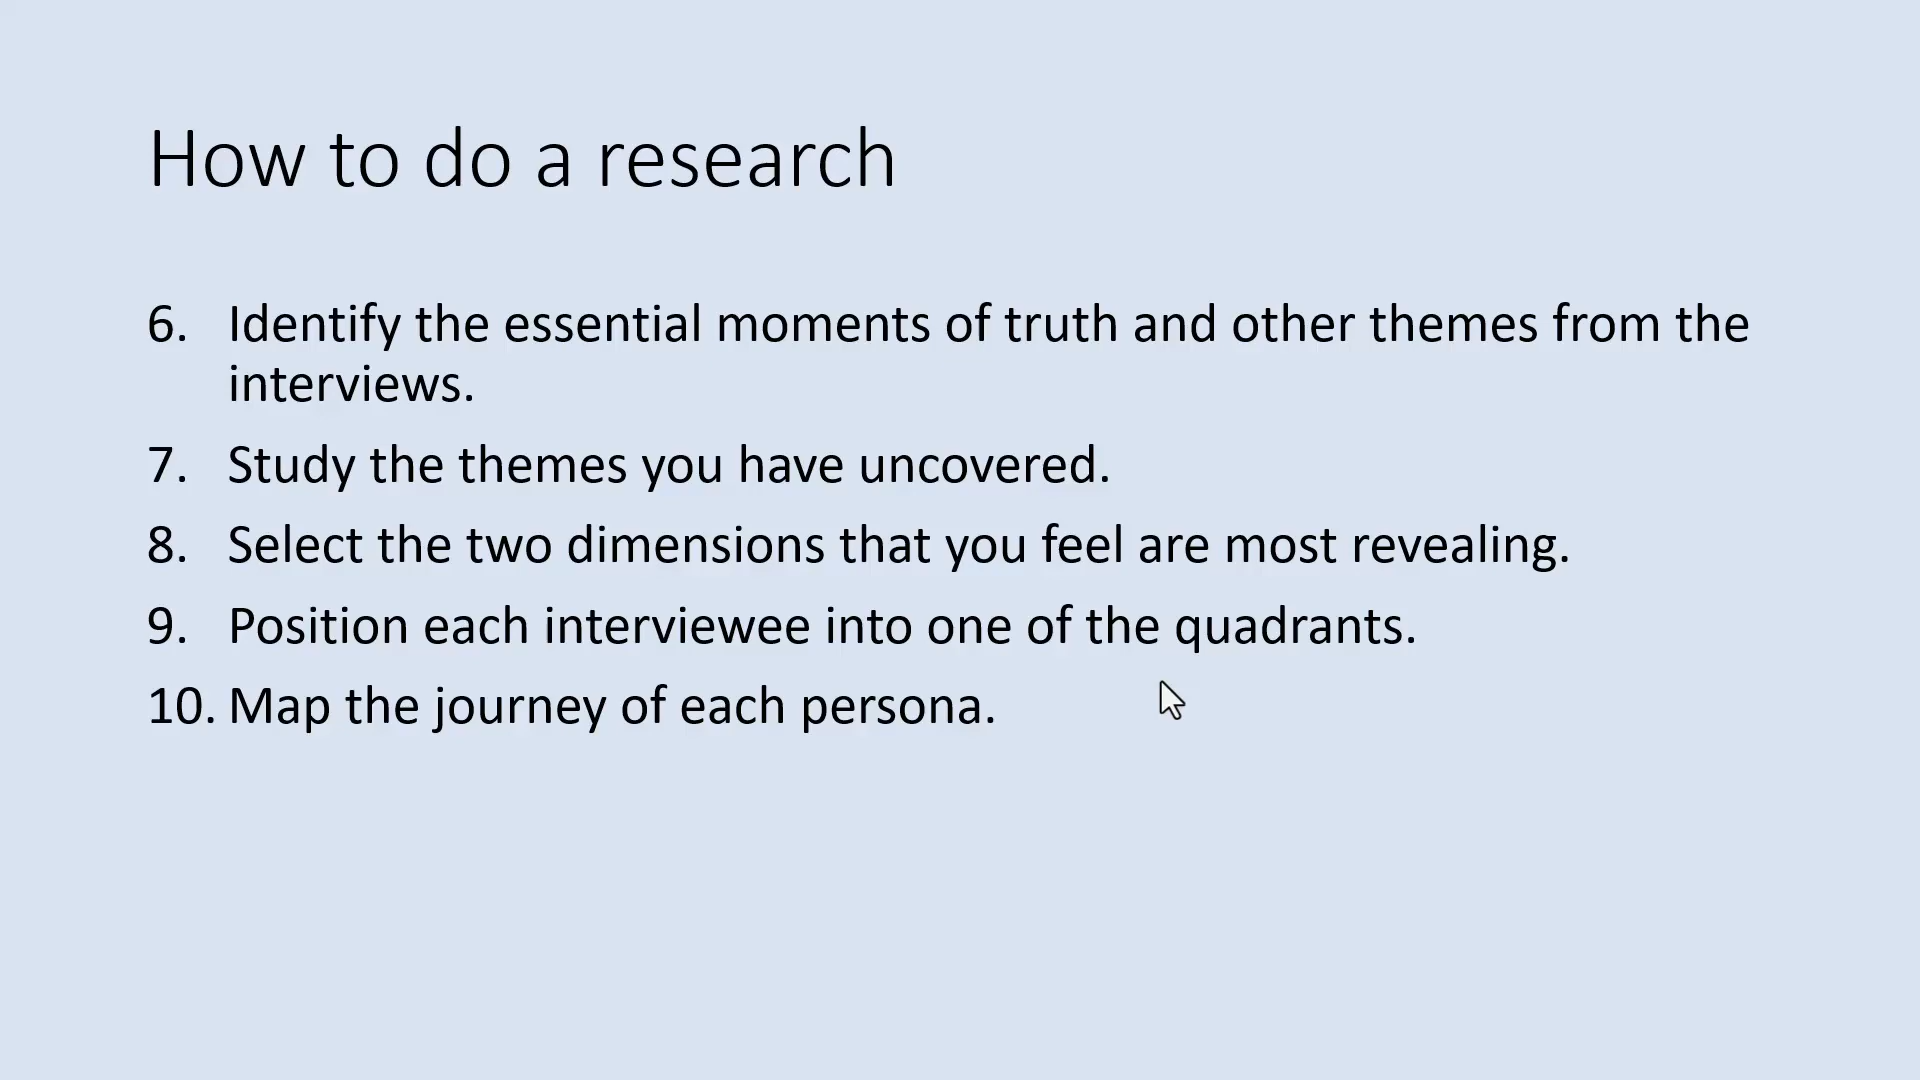 How to do a research
6. Identify the essential moments of truth and other themes from the
interviews.
7. Study the themes you have uncovered.
8. Select the two dimensions that you feel are most revealing.
9. Position each interviewee into one of the quadrants.
10. Map the journey of each persona.